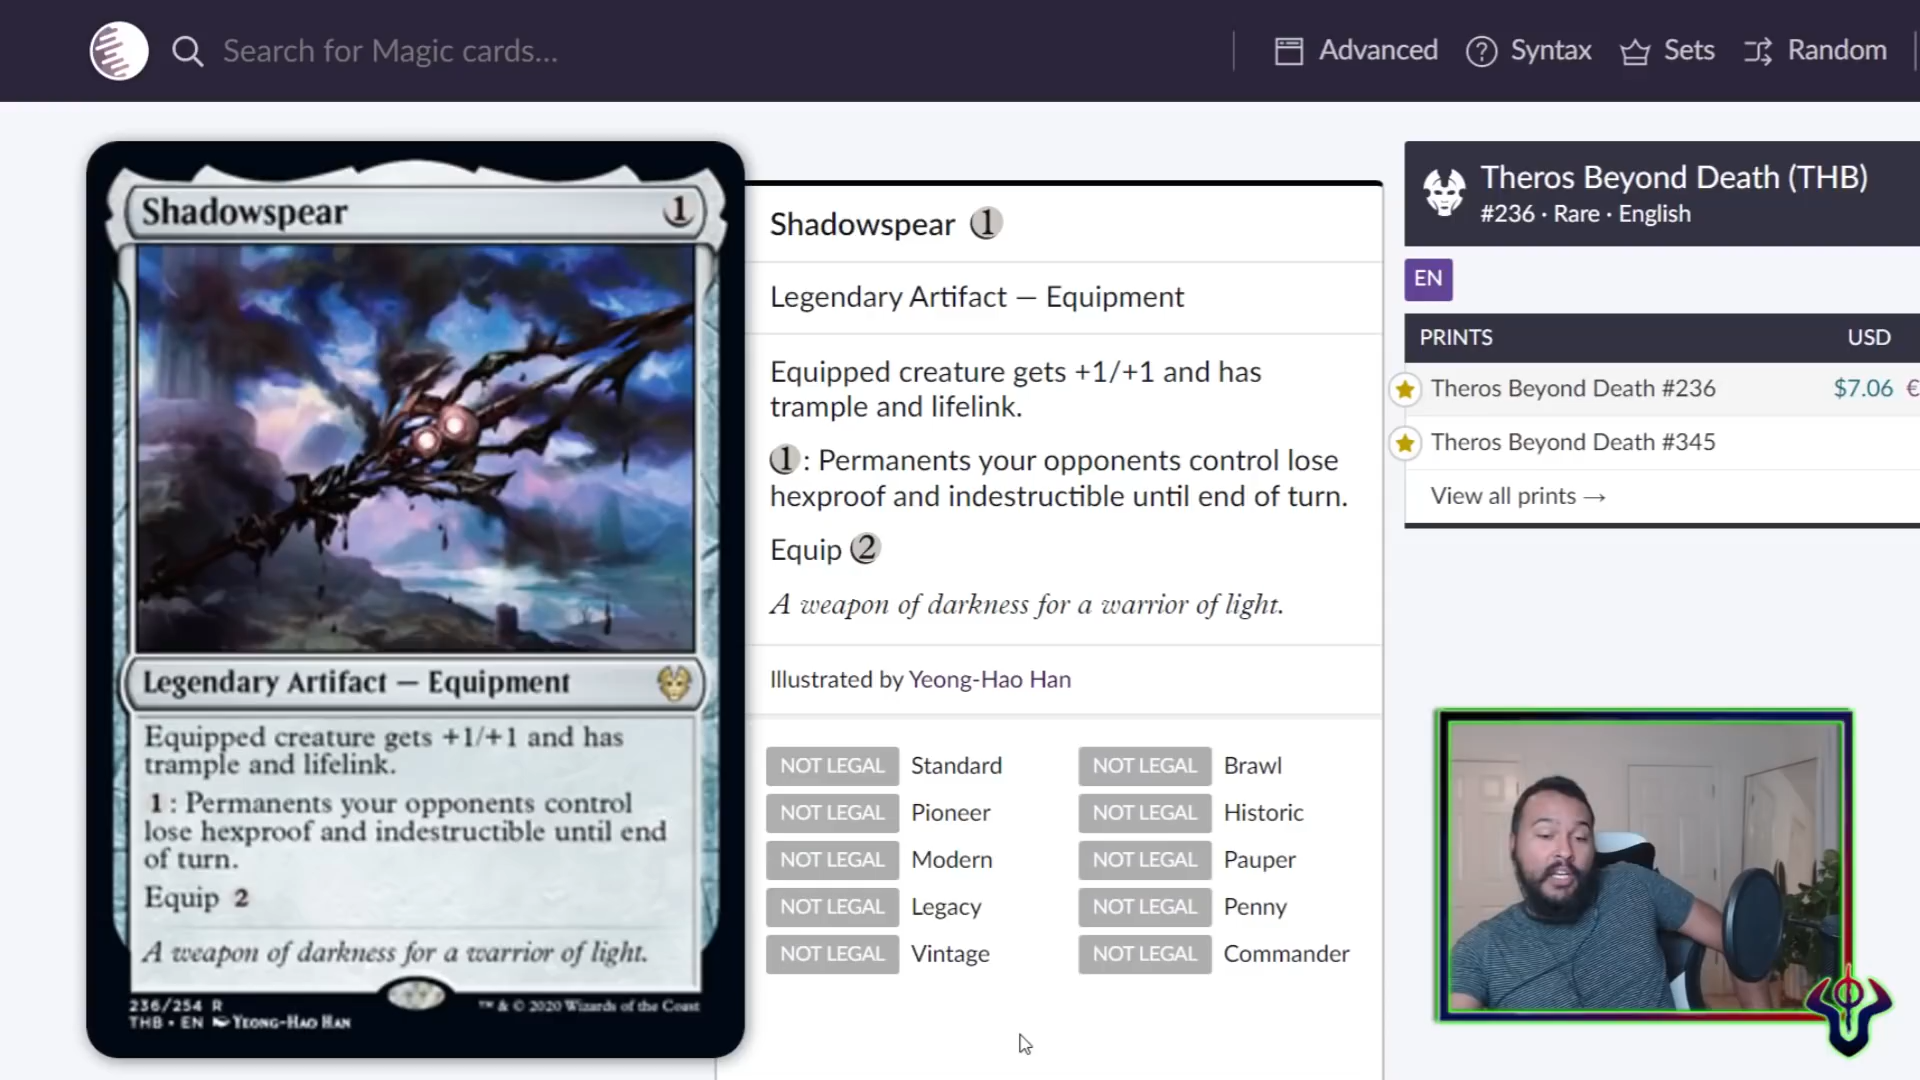 Search for Magic cards...
Advanced
Syntax
Sets
Random
Shadowspear 1
Legendary Artifact — Equipment
Equipped creature gets +1/+1 and has
trample and lifelink.
1 : Permanents your opponents control
lose hexproof and indestructible until end
of turn.
Equip 2
A weapon of darkness for a warrior of light.
236/254 R
THB • EN Yeong-Hao Han
™ & © 2020 Wizards of the Coast
Shadowspear 1
Legendary Artifact — Equipment
Equipped creature gets +1/+1 and has
trample and lifelink.
1: Permanents your opponents control lose
hexproof and indestructible until end of turn.
Equip 2
A weapon of darkness for a warrior of light.
Illustrated by Yeong-Hao Han
NOT LEGAL Standard NOT LEGAL Brawl
NOT LEGAL Pioneer NOT LEGAL Historic
NOT LEGAL Modern NOT LEGAL Pauper
NOT LEGAL Legacy NOT LEGAL Penny
NOT LEGAL Vintage NOT LEGAL Commander
Theros Beyond Death (THB)
#236 · Rare · English
EN
PRINTS USD
Theros Beyond Death #236 $7.06 €
Theros Beyond Death #345
View all prints →